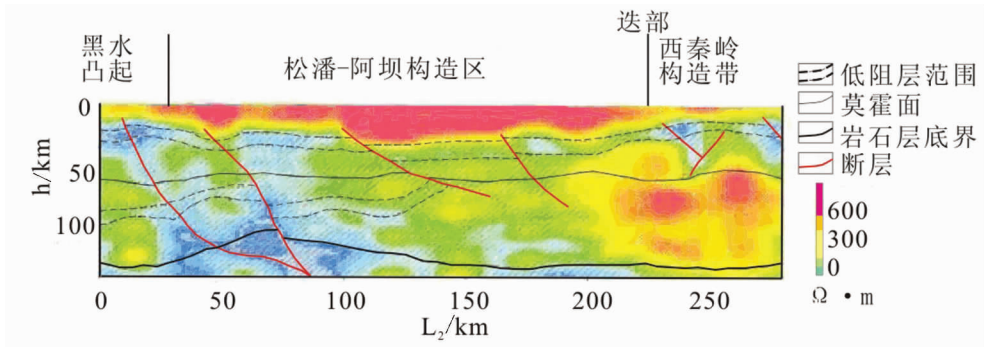 迭部
黑水
凸起
松潘-阿坝构造区
西秦岭
构造带
低阻层范围
莫霍面
岩石层底界
断层
0
50
100
h/km
600
300
0
Ω·m
0 50 100 150 200 250
L₂/km